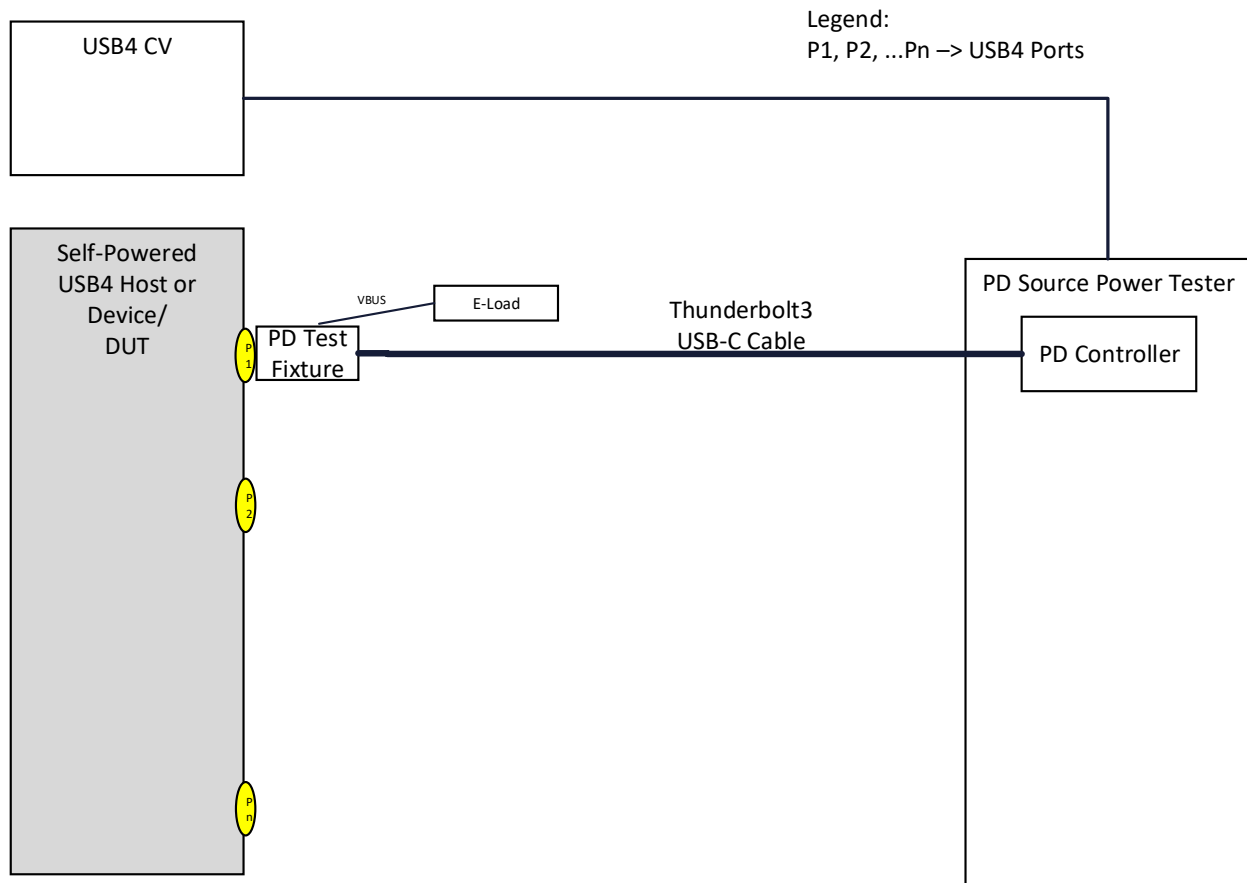 USB4 CV
Legend:
P1, P2, ...Pn –> USB4 Ports
Self-Powered
USB4 Host or
Device/
DUT
VBUS
E-Load
PD Test
Fixture
P
1
Thunderbolt3
USB-C Cable
PD Source Power Tester
PD Controller
P
2
P
n